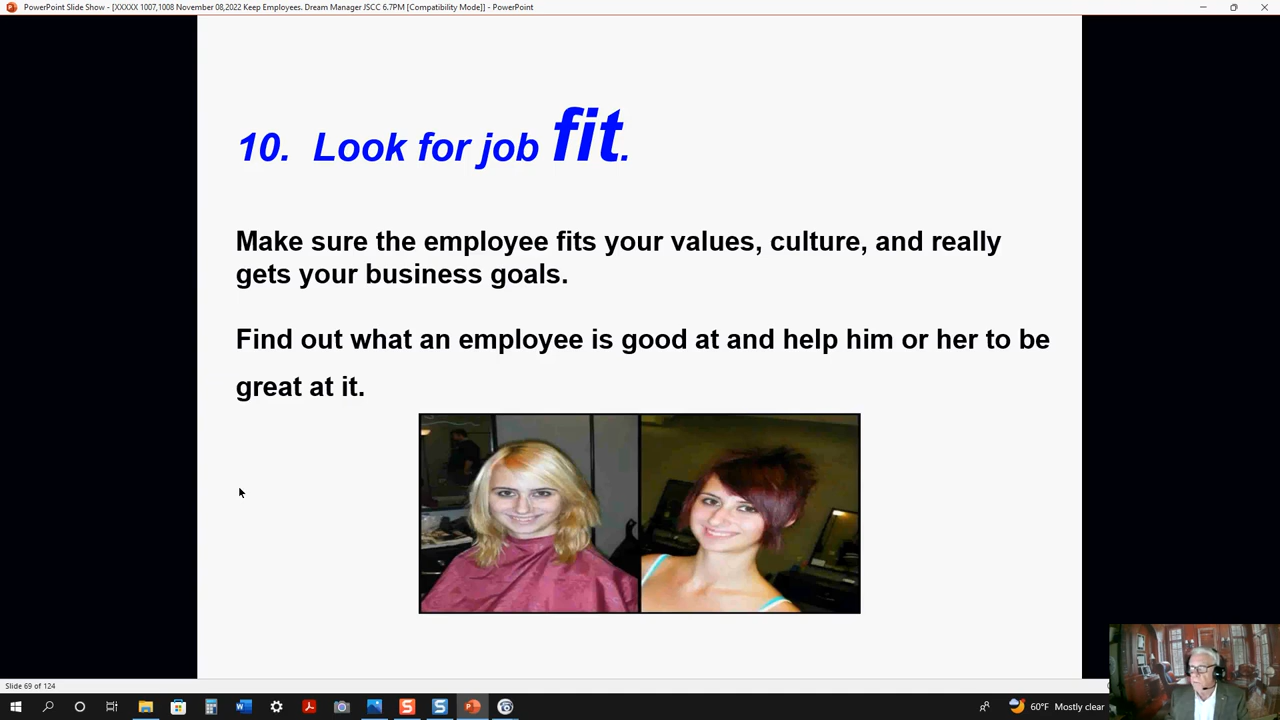 PowerPoint Slide Show - [XXXXX 1007,1008 November 08,2022 Keep Employees. Dream Manager JSCC 6.7PM [Compatibility Mode]] - PowerPoint
10. Look for job fit.
Make sure the employee fits your values, culture, and really
gets your business goals.
Find out what an employee is good at and help him or her to be
great at it.
Slide 69 of 124
60°F Mostly clear